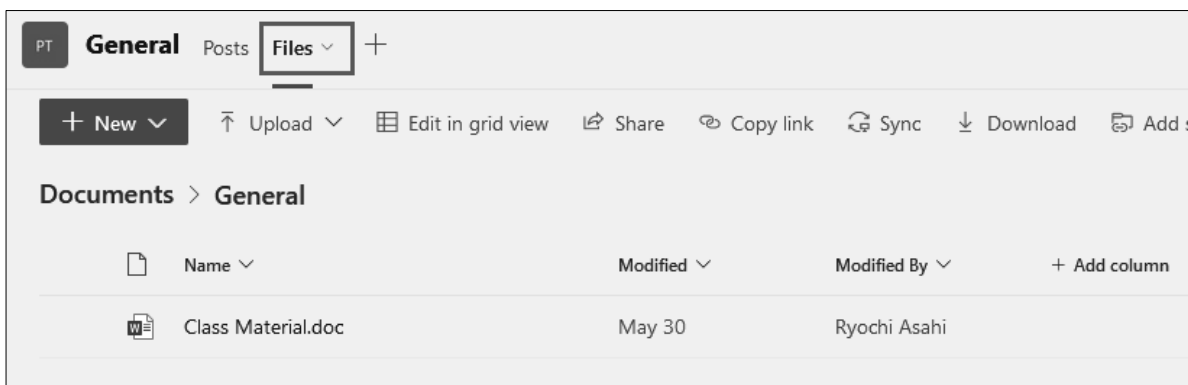 PT General Posts Files
New Upload Edit in grid view Share Copy link Sync Download Add
Documents > General
Name Modified Modified By + Add column
Class Material.doc May 30 Ryochi Asahi